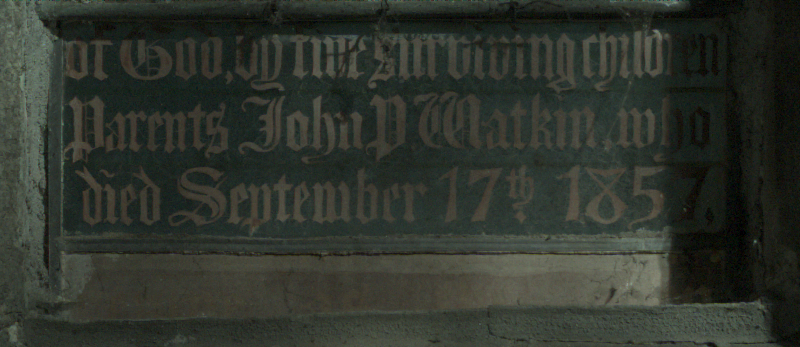 of God, by the surviving children
Parents John P. Watkin. who
died September 17th 1857.